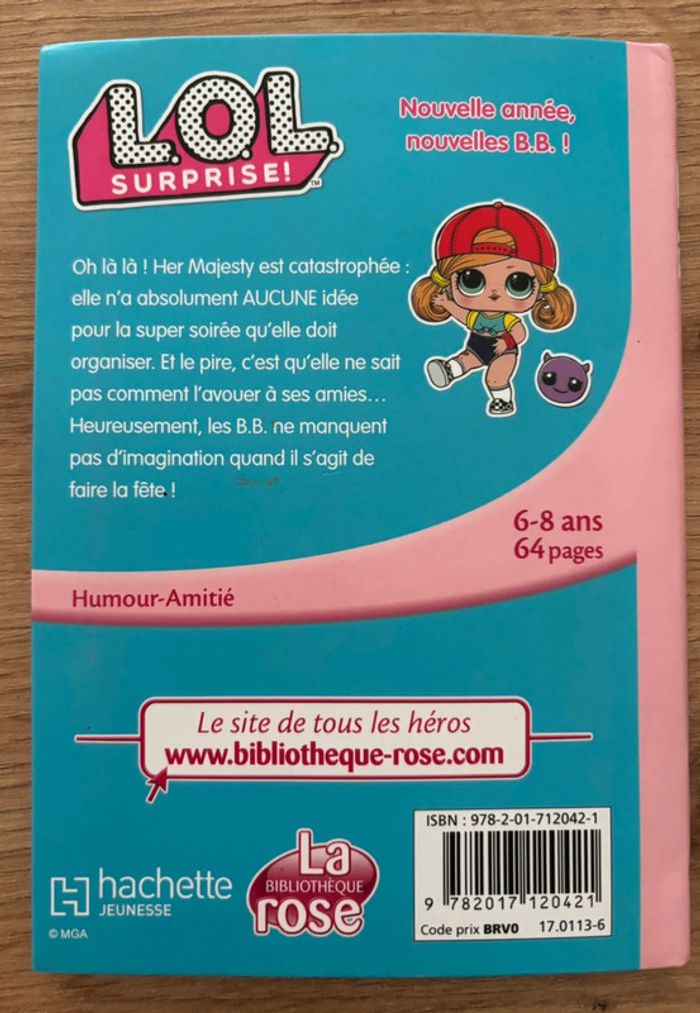 L.O.L.
SURPRISE!™
Nouvelle année,
nouvelles B.B. !
Oh là là ! Her Majesty est catastrophée :
elle n'a absolument AUCUNE idée
pour la super soirée qu'elle doit
organiser. Et le pire, c'est qu'elle ne sait
pas comment l'avouer à ses amies...
Heureusement, les B.B. ne manquent
pas d'imagination quand il s'agit de
faire la fête !
6-8 ans
64 pages
Humour-Amitié
Le site de tous les héros
www.bibliotheque-rose.com
hachette
JEUNESSE
© MGA
La
BIBLIOTHÈQUE
rose
ISBN : 978-2-01-712042-1
9 782017 120421
Code prix BRV0 17.0113-6